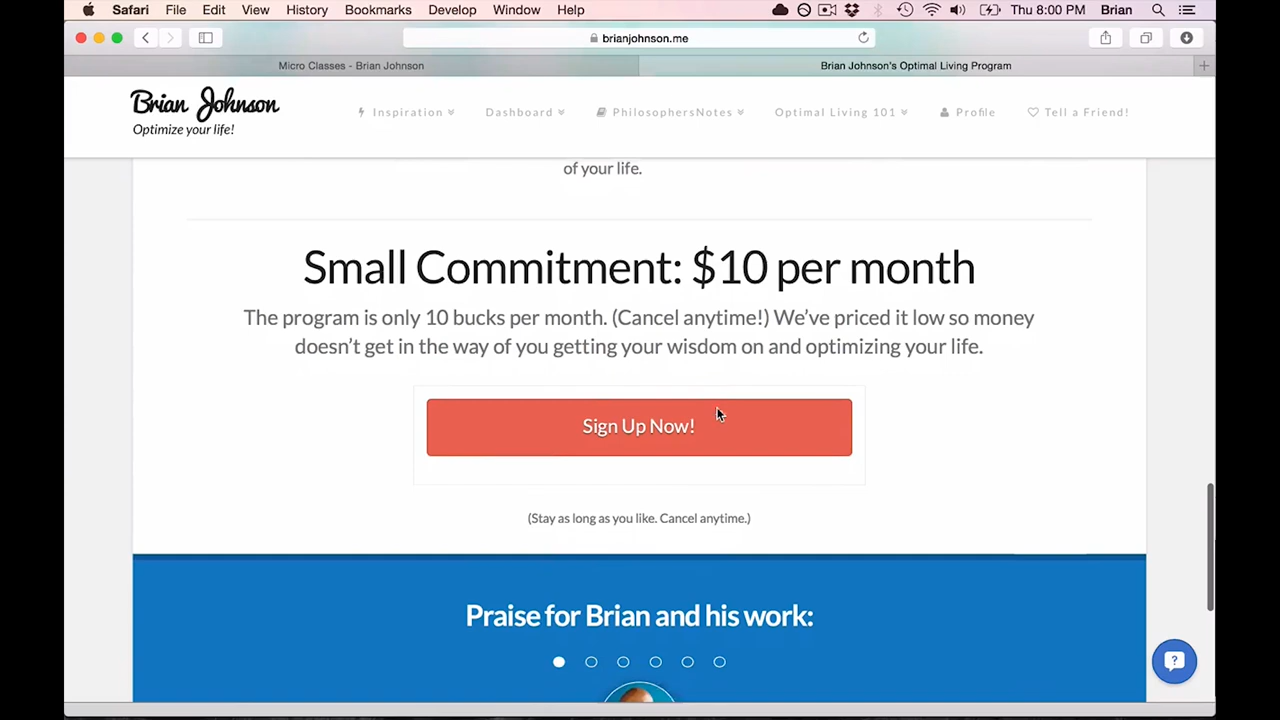 Safari File Edit View History Bookmarks Develop Window Help Thu 8:00 PM Brian
brianjohnson.me
Micro Classes - Brian Johnson
Brian Johnson's Optimal Living Program
Brian Johnson
Optimize your life!
Inspiration Dashboard PhilosophersNotes Optimal Living 101 Profile Tell a Friend!
of your life.
Small Commitment: $10 per month
The program is only 10 bucks per month. (Cancel anytime!) We've priced it low so money
doesn't get in the way of you getting your wisdom on and optimizing your life.
Sign Up Now!
(Stay as long as you like. Cancel anytime.)
Praise for Brian and his work:
?